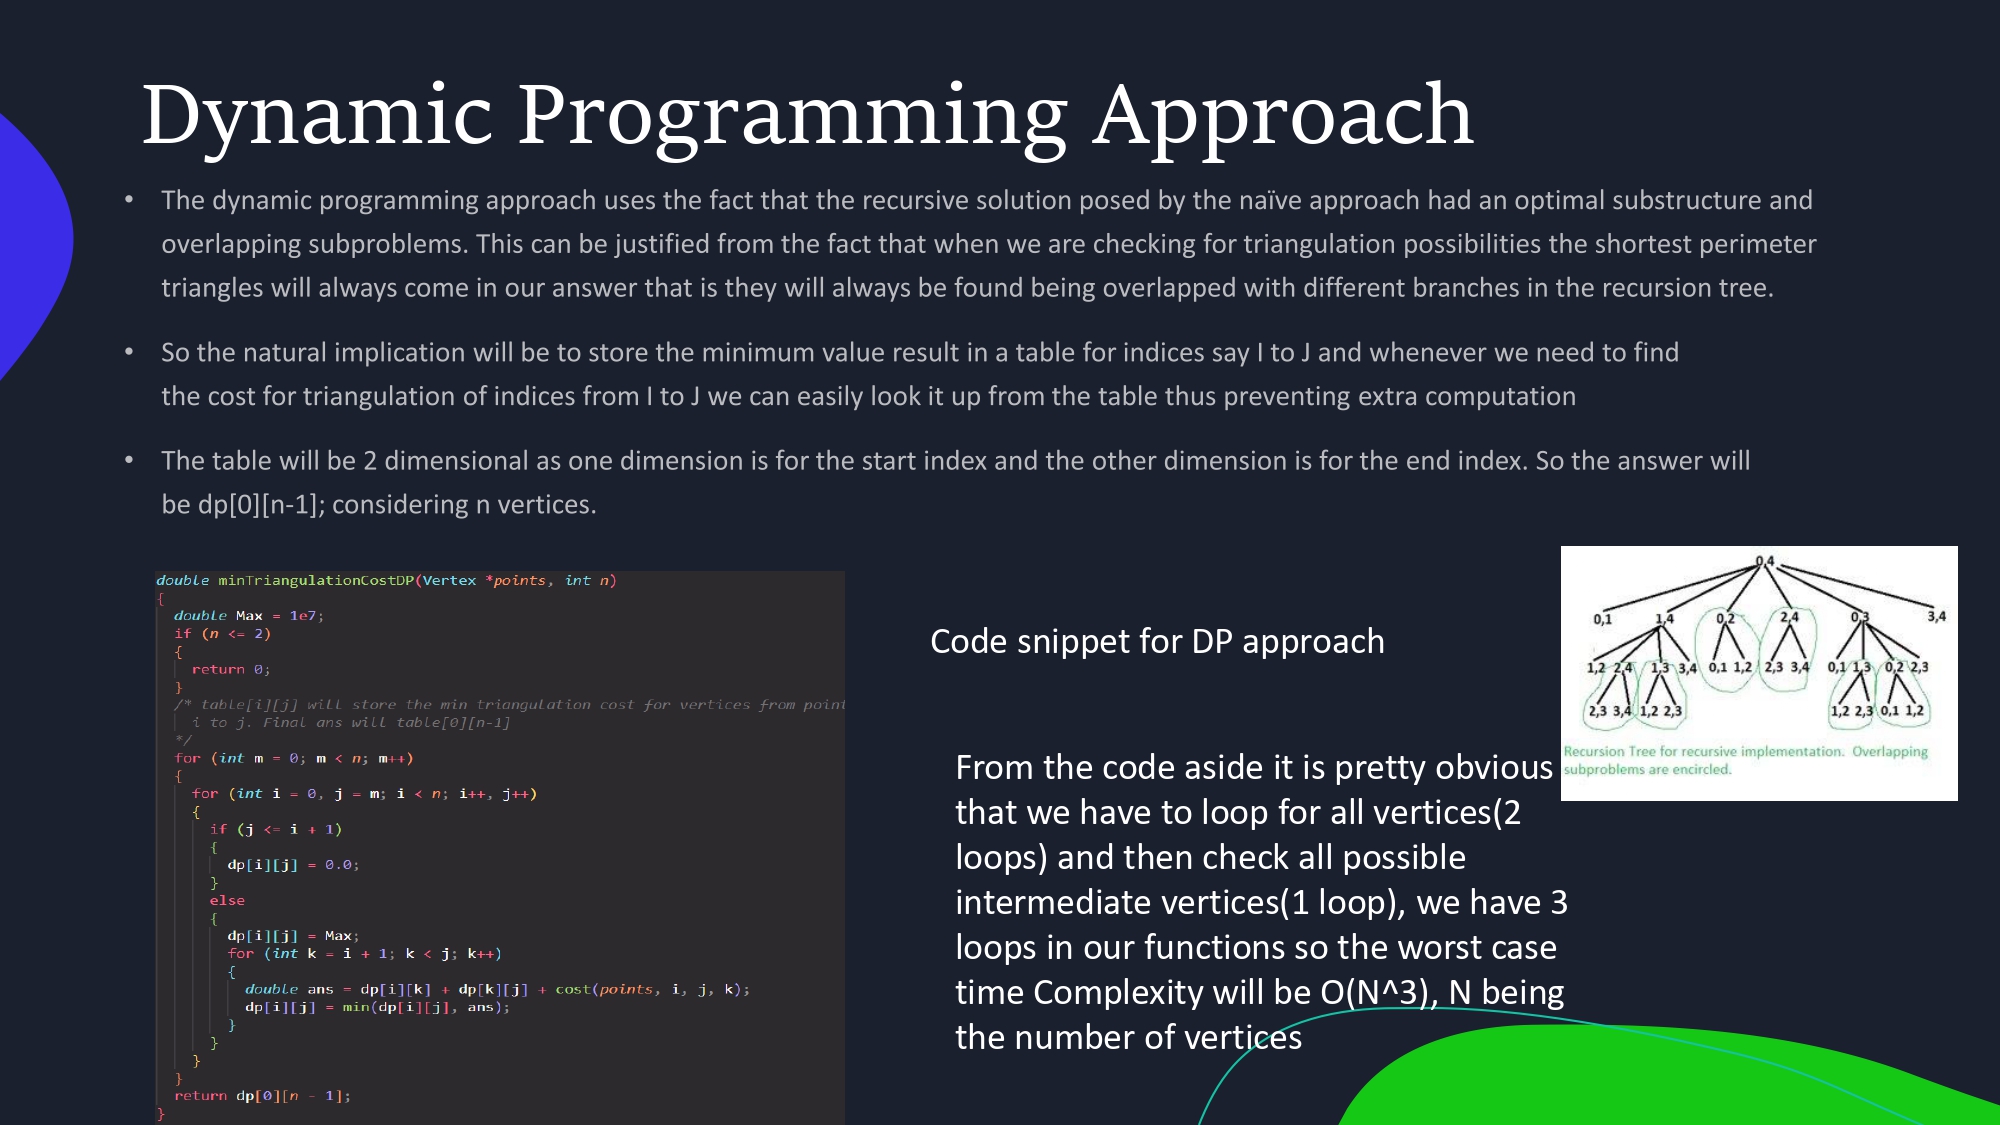 Dynamic Programming Approach
• The dynamic programming approach uses the fact that the recursive solution posed by the naïve approach had an optimal substructure and
overlapping subproblems. This can be justified from the fact that when we are checking for triangulation possibilities the shortest perimeter
triangles will always come in our answer that is they will always be found being overlapped with different branches in the recursion tree.
• So the natural implication will be to store the minimum value result in a table for indices say I to J and whenever we need to find
the cost for triangulation of indices from I to J we can easily look it up from the table thus preventing extra computation
• The table will be 2 dimensional as one dimension is for the start index and the other dimension is for the end index. So the answer will
be dp[0][n-1]; considering n vertices.
double minTriangulationCostDP(Vertex *points, int n)
{
double Max = 1e7;
if (n <= 2)
{
return 0;
}
/* table[i][j] will store the min triangulation cost for vertices from point
i to j. Final ans will table[0][n-1]
*/
for (int m = 0; m < n; m++)
{
for (int i = 0, j = m; i < n; i++, j++)
{
if (j <= i + 1)
{
dp[i][j] = 0.0;
}
else
{
dp[i][j] = Max;
for (int k = i + 1; k < j; k++)
{
double ans = dp[i][k] + dp[k][j] + cost(points, i, j, k);
dp[i][j] = min(dp[i][j], ans);
}
}
}
}
return dp[0][n - 1];
}
Code snippet for DP approach
From the code aside it is pretty obvious
that we have to loop for all vertices(2
loops) and then check all possible
intermediate vertices(1 loop), we have 3
loops in our functions so the worst case
time Complexity will be O(N^3), N being
the number of vertices
0,4
0,1 1,4 0,2 2,4 0,3 3,4
1,2 2,4 1,3 3,4 0,1 1,2 2,3 3,4 0,1 1,3 0,2 2,3
2,3 3,4 1,2 2,3 1,2 2,3 0,1 1,2
Recursion Tree for recursive implementation. Overlapping
subproblems are encircled.